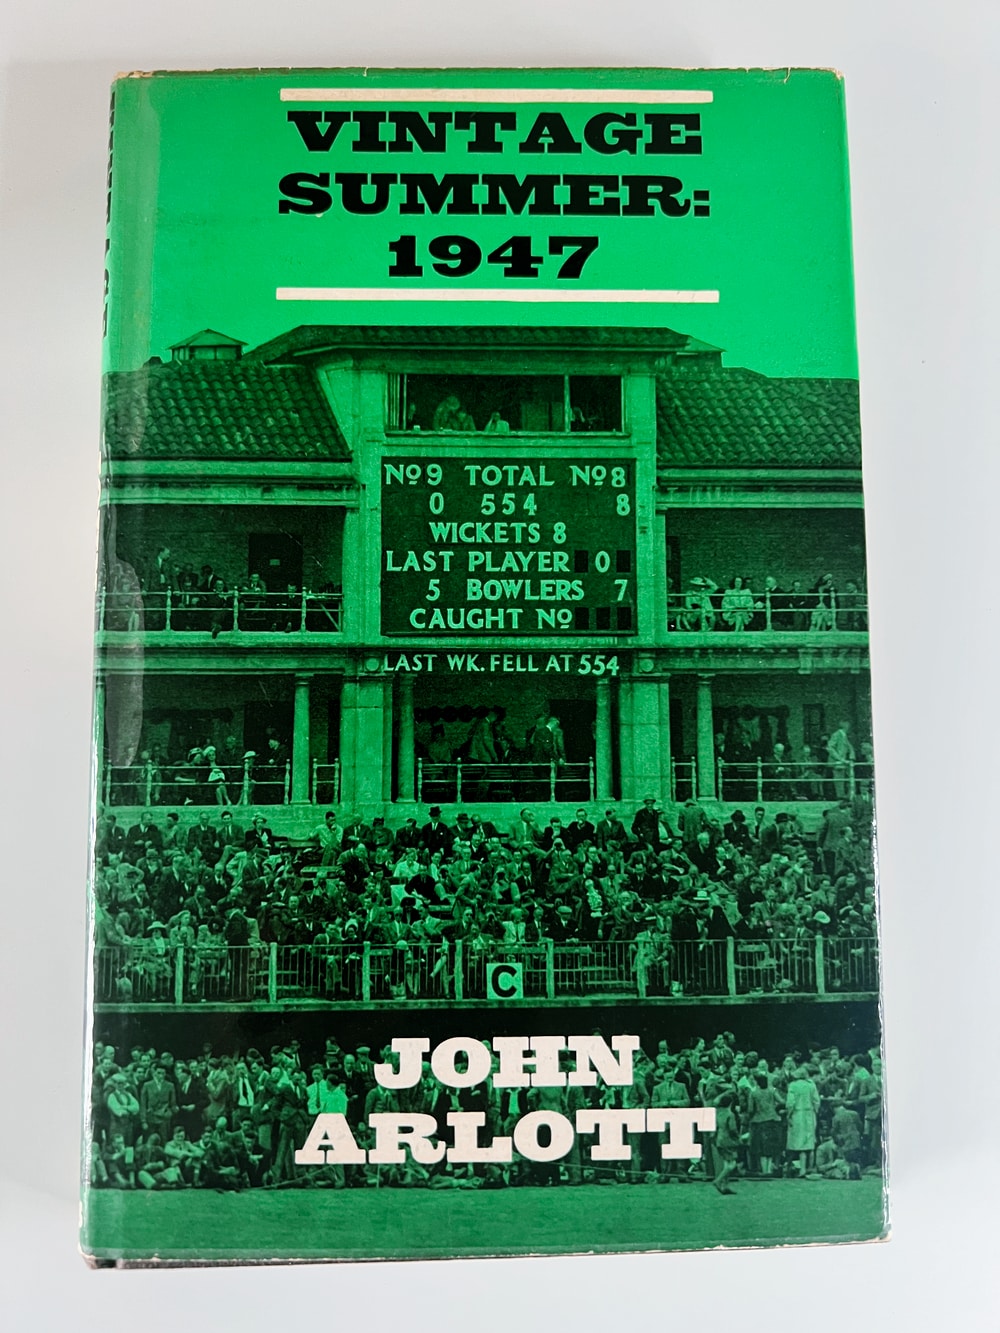 VINTAGE
SUMMER:
1947
Nº9 TOTAL Nº8
0 554 8
WICKETS 8
LAST PLAYER 0
5 BOWLERS 7
CAUGHT Nº
LAST WK. FELL AT 554
C
JOHN
ARLOTT